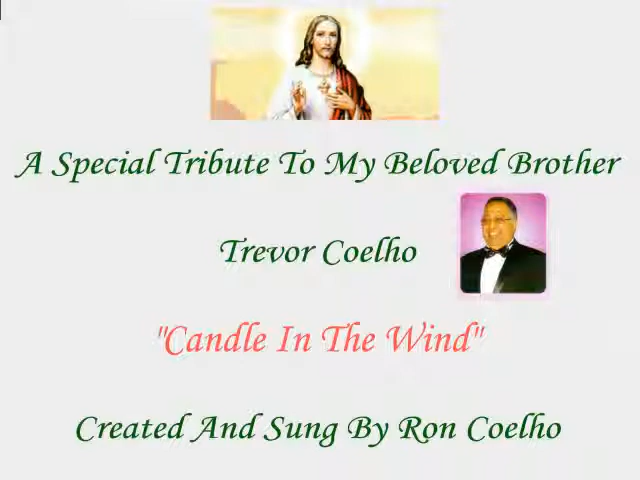 A Special Tribute To My Beloved Brother
Trevor Coelho
"Candle In The Wind"
Created And Sung By Ron Coelho